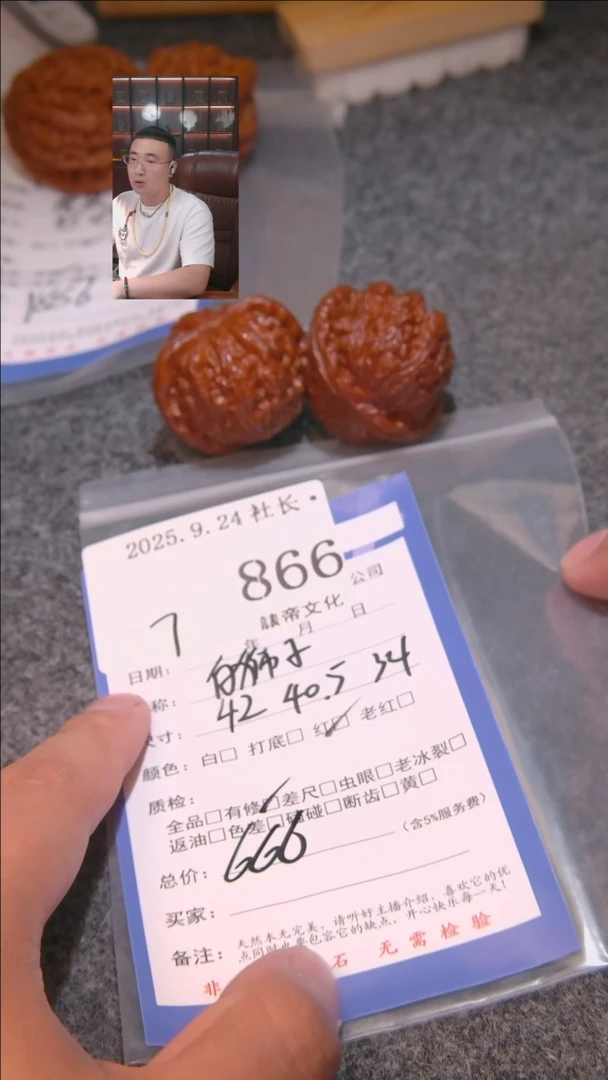 2025.9.24 社长
866
公司
帝文化
7
年 月 日
日期:
称: 白狮子
尺寸: 42 40.5 34
颜色: 白□ 打底□ 红□ 老红□
质检:
全品□有修□差尺□虫眼□老冰裂□
返油□色差□磕碰□断齿□黄□
总价: 666 (含5%服务费)
买家:
备注: 天然本无完美,请听好主播介绍,喜欢它的优
点同时也要包容它的缺点,开心快乐每一天!
非 石 无需检验